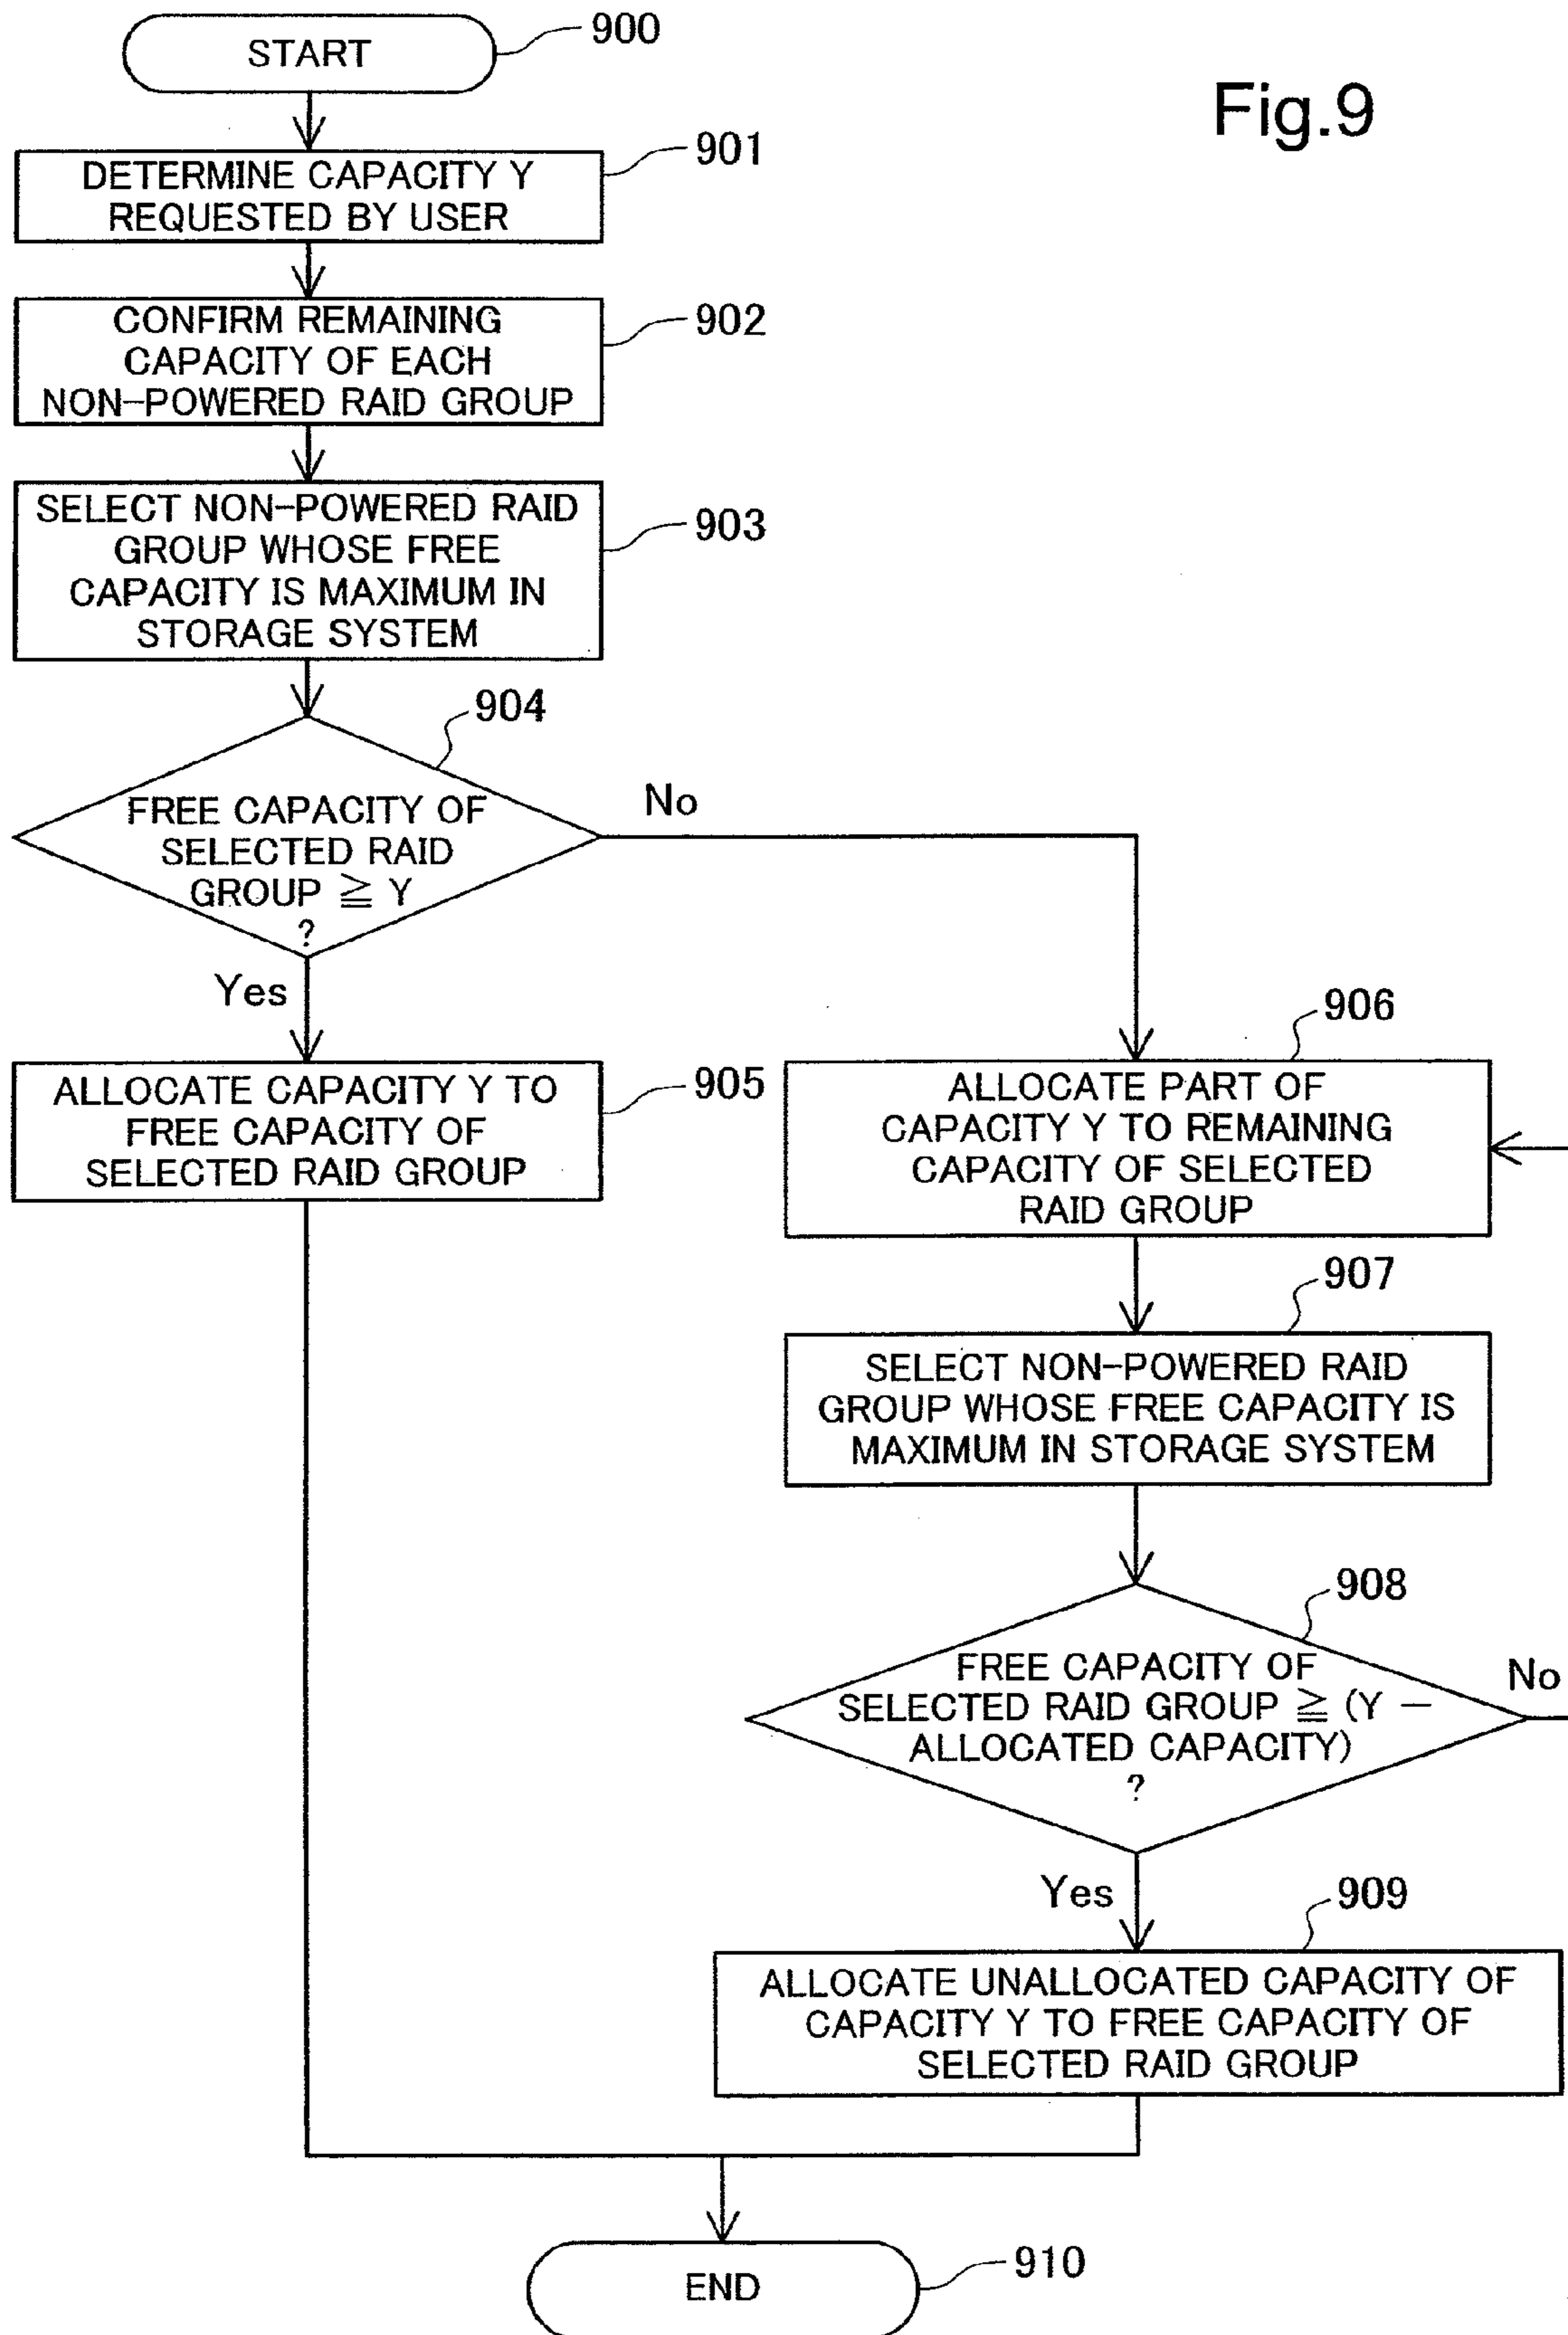 START
900
Fig.9
DETERMINE CAPACITY Y
REQUESTED BY USER
901
CONFIRM REMAINING
CAPACITY OF EACH
NON-POWERED RAID GROUP
902
SELECT NON-POWERED RAID
GROUP WHOSE FREE
CAPACITY IS MAXIMUM IN
STORAGE SYSTEM
903
904
FREE CAPACITY OF
SELECTED RAID
GROUP ≧ Y
?
No
Yes
ALLOCATE CAPACITY Y TO
FREE CAPACITY OF
SELECTED RAID GROUP
905
906
ALLOCATE PART OF
CAPACITY Y TO REMAINING
CAPACITY OF SELECTED
RAID GROUP
907
SELECT NON-POWERED RAID
GROUP WHOSE FREE CAPACITY IS
MAXIMUM IN STORAGE SYSTEM
908
FREE CAPACITY OF
SELECTED RAID GROUP ≧ (Y −
ALLOCATED CAPACITY)
?
No
Yes
909
ALLOCATE UNALLOCATED CAPACITY OF
CAPACITY Y TO FREE CAPACITY OF
SELECTED RAID GROUP
END
910